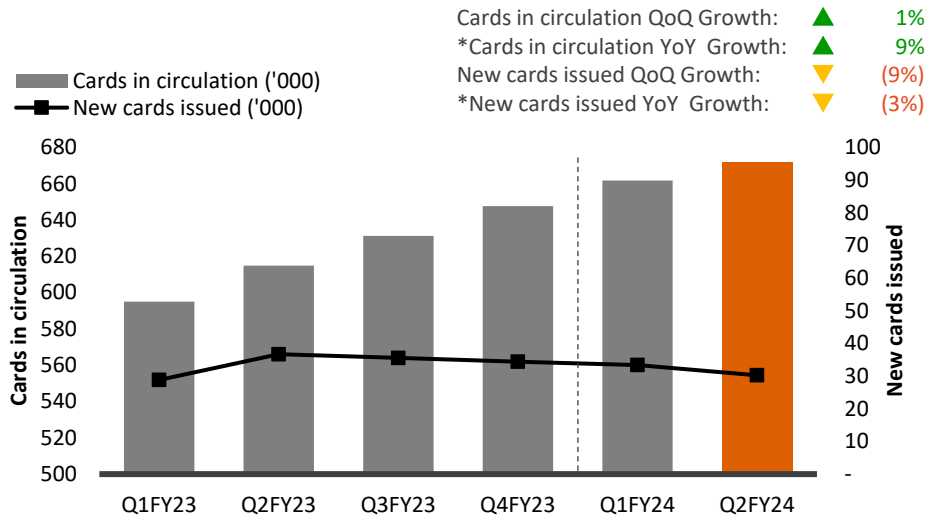 Cards in circulation QoQ Growth: 1%
*Cards in circulation YoY Growth: 9%
New cards issued QoQ Growth: (9%)
*New cards issued YoY Growth: (3%)
Cards in circulation ('000)
New cards issued ('000)
680
660
640
620
600
580
560
540
520
500
Cards in circulation
100
90
80
70
60
50
40
30
20
10
-
New cards issued
Q1FY23 Q2FY23 Q3FY23 Q4FY23 Q1FY24 Q2FY24